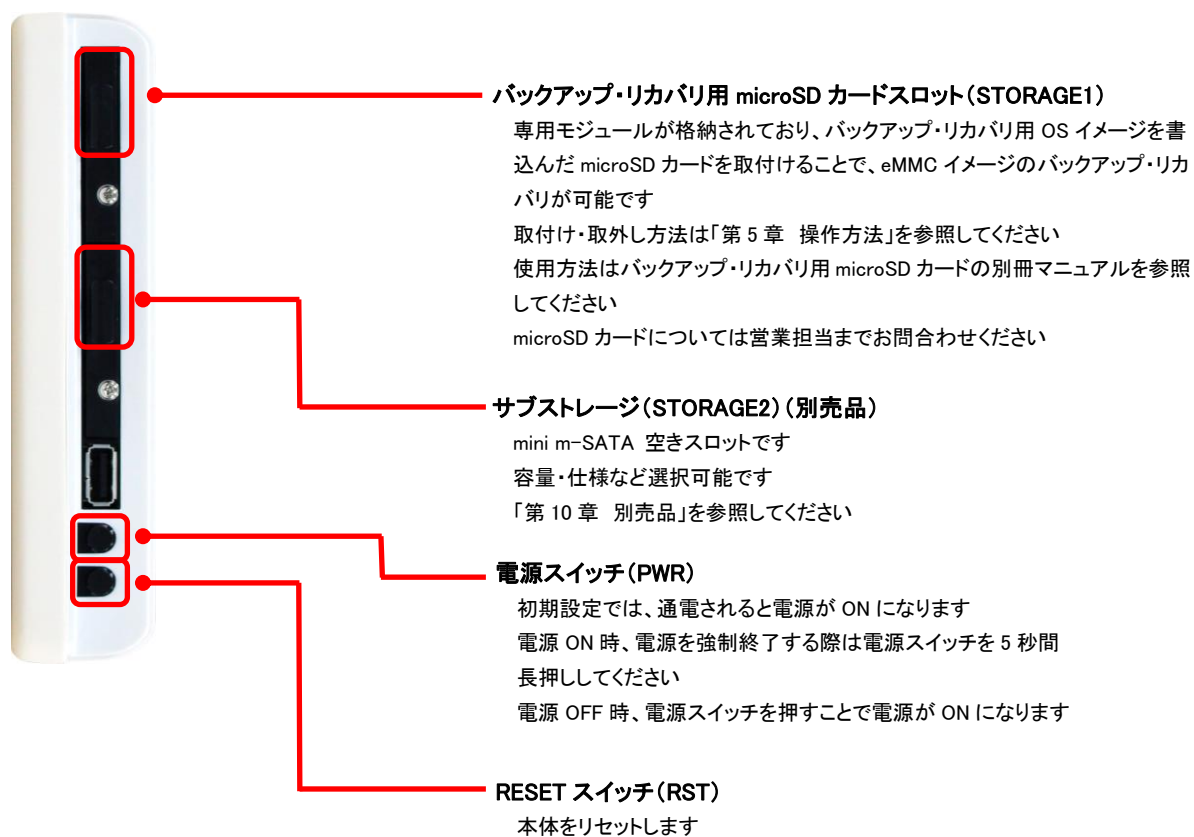 バックアップ・リカバリ用 microSD カードスロット(STORAGE1)
専用モジュールが格納されており、バックアップ・リカバリ用 OS イメージを書
込んだ microSD カードを取付けることで、eMMC イメージのバックアップ・リカ
バリが可能です
取付け・取外し方法は「第 5 章 操作方法」を参照してください
使用方法はバックアップ・リカバリ用 microSD カードの別冊マニュアルを参照
してください
microSD カードについては営業担当までお問合わせください
サブストレージ(STORAGE2)(別売品)
mini m-SATA 空きスロットです
容量・仕様など選択可能です
「第 10 章 別売品」を参照してください
電源スイッチ(PWR)
初期設定では、通電されると電源が ON になります
電源 ON 時、電源を強制終了する際は電源スイッチを 5 秒間
長押ししてください
電源 OFF 時、電源スイッチを押すことで電源が ON になります
RESET スイッチ(RST)
本体をリセットします